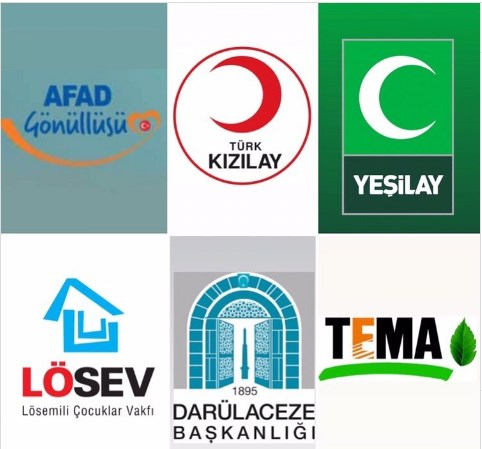 AFAD
Gönüllüsü
TÜRK
KIZILAY
YEŞİLAY
LÖSEV
Lösemili Çocuklar Vakfı
1895
DARÜLACEZE
BAŞKANLIĞI
TEMA